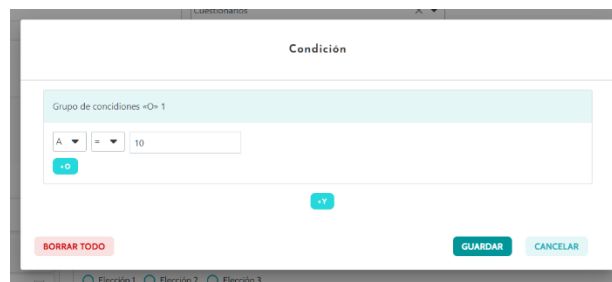 Cuestionarios
Condición
Grupo de concidiones «O» 1
A = 10
+O
+Y
BORRAR TODO GUARDAR CANCELAR
Elección 1 Elección 2 Elección 3